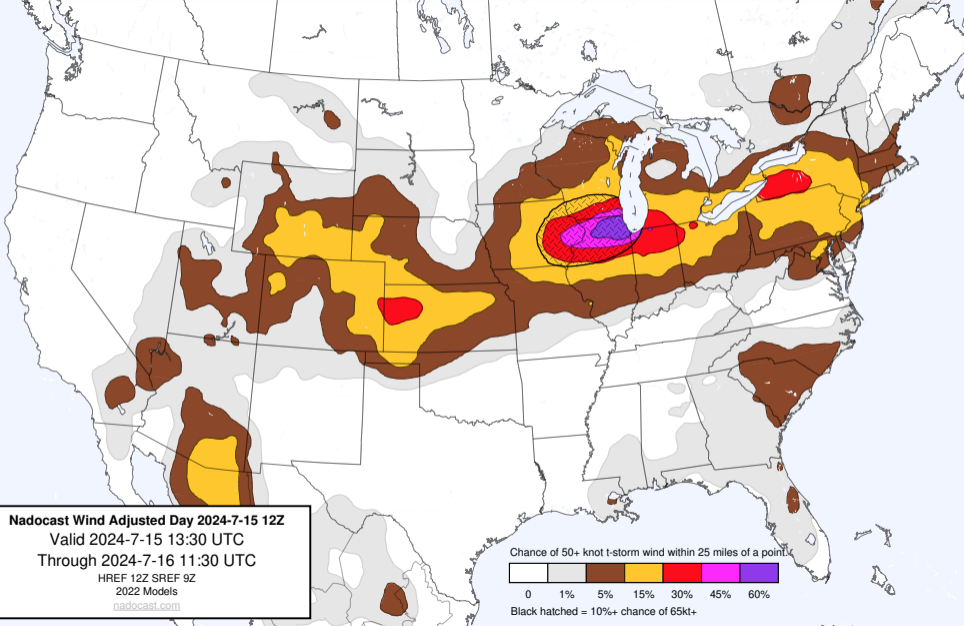 Nadocast Wind Adjusted Day 2024-7-15 12Z
Valid 2024-7-15 13:30 UTC
Through 2024-7-16 11:30 UTC
HREF 12Z SREF 9Z
2022 Models
nadocast.com
Chance of 50+ knot t-storm wind within 25 miles of a point.
0 1% 5% 15% 30% 45% 60%
Black hatched = 10%+ chance of 65kt+